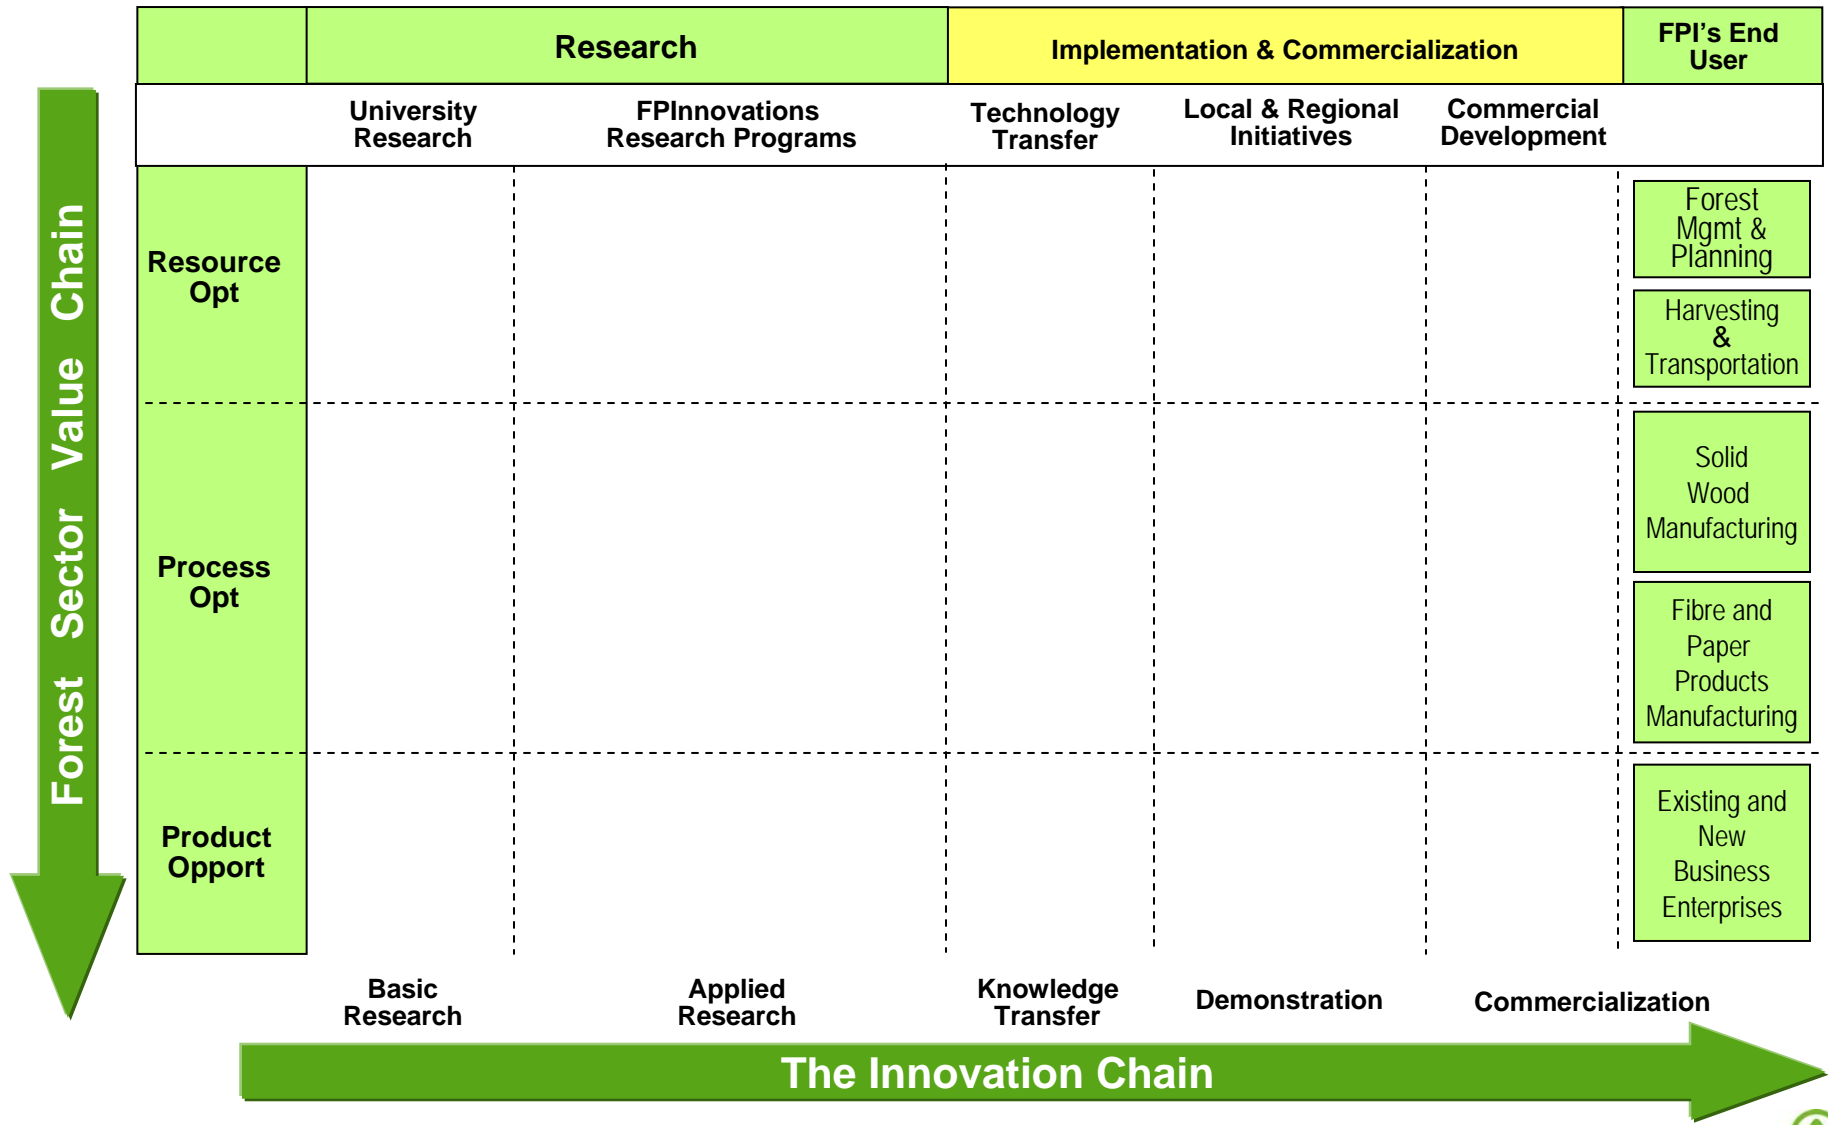 Research
Implementation & Commercialization
FPI's End
User
University
Research
FPInnovations
Research Programs
Technology
Transfer
Local & Regional
Initiatives
Commercial
Development
Forest Sector Value Chain
Resource
Opt
Forest
Mgmt &
Planning
Harvesting
&
Transportation
Process
Opt
Solid
Wood
Manufacturing
Fibre and
Paper
Products
Manufacturing
Product
Opport
Existing and
New
Business
Enterprises
Basic
Research
Applied
Research
Knowledge
Transfer
Demonstration
Commercialization
The Innovation Chain